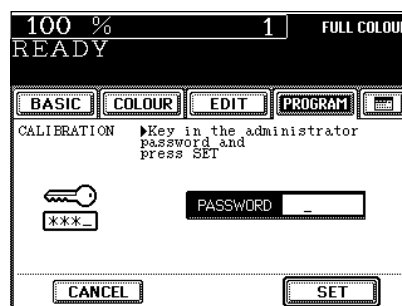 100 % 1 FULL COLOU
READY
BASIC COLOUR EDIT PROGRAM
CALIBRATION ▶Key in the administrator
password and
press SET
***_
PASSWORD _
CANCEL SET